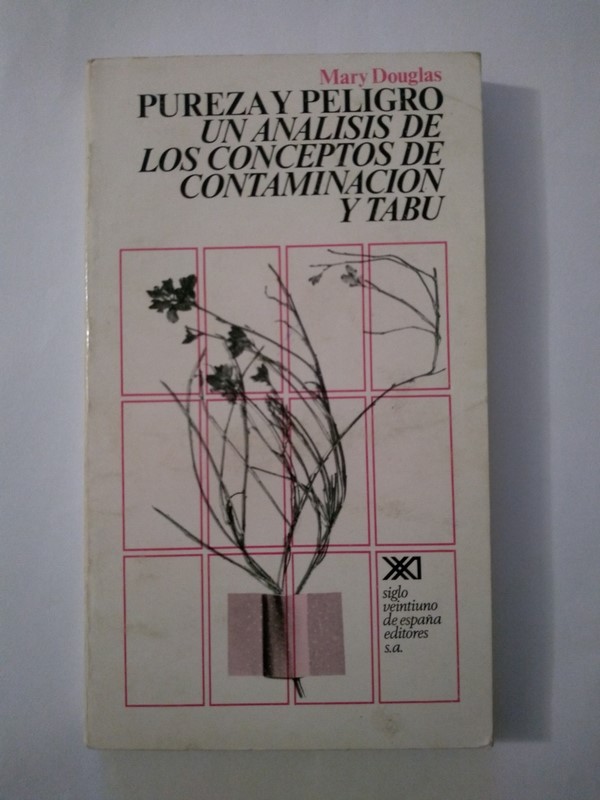 Mary Douglas
PUREZA Y PELIGRO
UN ANALISIS DE
LOS CONCEPTOS DE
CONTAMINACION
Y TABU
siglo
veintiuno
de españa
editores
s.a.